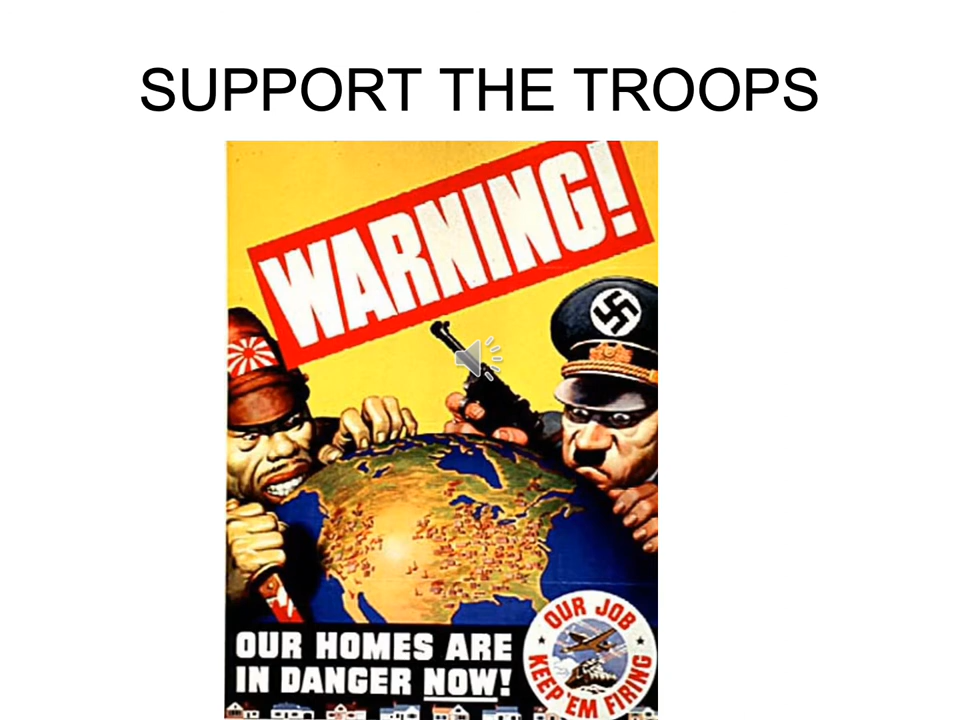 SUPPORT THE TROOPS
WARNING!
OUR HOMES ARE
IN DANGER NOW!
OUR JOB
KEEP 'EM FIRING